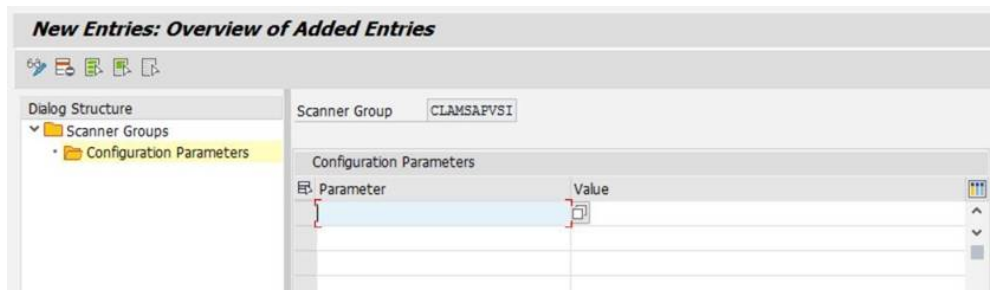 New Entries: Overview of Added Entries
Dialog Structure
Scanner Groups
Configuration Parameters
Scanner Group CLAMSAPVSI
Configuration Parameters
Parameter Value